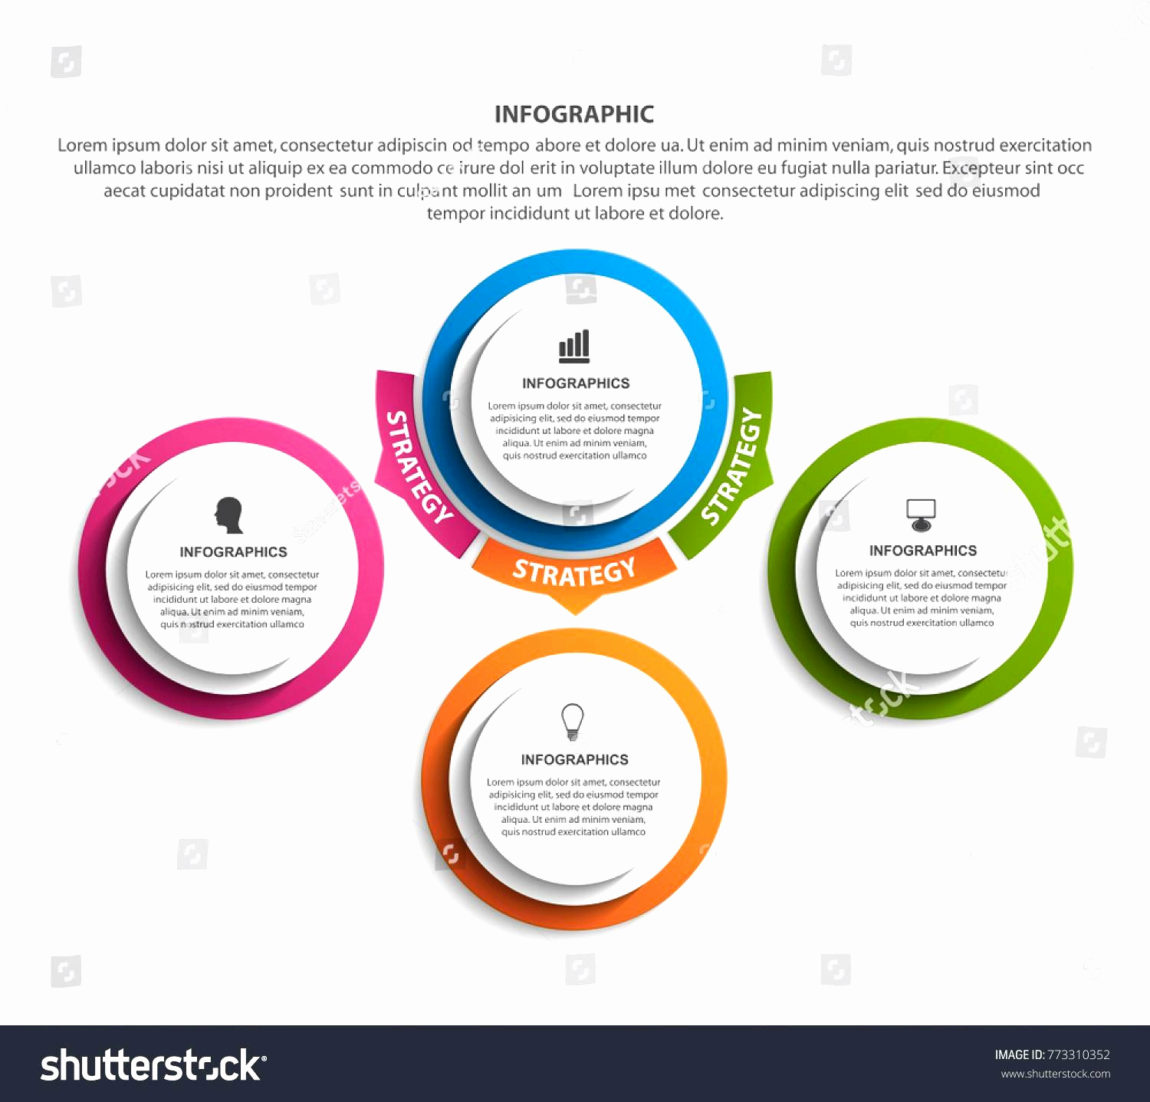 INFOGRAPHIC
Lorem ipsum dolor sit amet, consectetur adipiscin od tempo abore et dolore ua. Ut enim ad minim veniam, quis nostrud exercitation
ullamco laboris nisi ut aliquip ex ea commodo ce irure dol erit in voluptate illum dolore eu fugiat nulla pariatur. Excepteur sint occ
aecat cupidatat non proident sunt in culpa nt mollit an um Lorem ipsu met consectetur adipiscing elit sed do eiusmod
tempor incididunt ut labore et dolore.
INFOGRAPHICS
Lorem ipsum dolor sit amet, consectetur
adipisicing elit, sed do eiusmod tempor
incididunt ut labore et dolore magna
aliqua. Ut enim ad minim veniam,
quis nostrud exercitation ullamco
STRATEGY
STRATEGY
STRATEGY
INFOGRAPHICS
Lorem ipsum dolor sit amet, consectetur
adipisicing elit, sed do eiusmod tempor
incididunt ut labore et dolore magna
aliqua. Ut enim ad minim veniam,
quis nostrud exercitation ullamco
INFOGRAPHICS
Lorem ipsum dolor sit amet, consectetu
adipisicing elit, sed do eiusmod tempor
incididunt ut labore et dolore magna
aliqua. Ut enim ad minim veniam,
quis nostrud exercitation ullamco
INFOGRAPHICS
Lorem ipsum dolor sit amet, consectetur
adipisicing elit, sed do eiusmod tempor
incididunt ut labore et dolore magna
aliqua. Ut enim ad minim veniam,
quis nostrud exercitation ullamco
shutterstock
IMAGE ID: 773310352
www.shutterstock.com